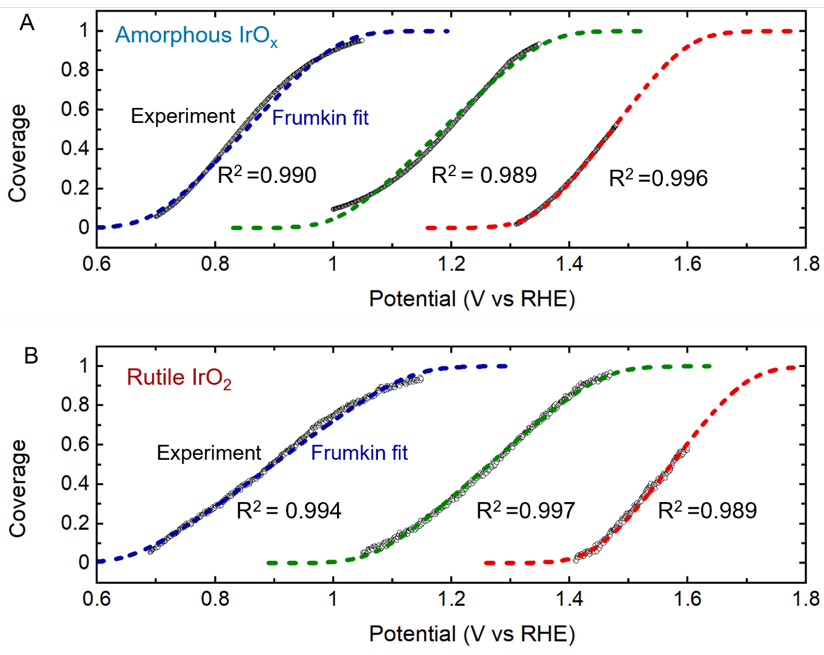 A
Amorphous IrOₓ
Experiment
Frumkin fit
R² =0.990
R² = 0.989
R² =0.996
Coverage
1
0.8
0.6
0.4
0.2
0
0.6
0.8
1
1.2
1.4
1.6
1.8
Potential (V vs RHE)
B
Rutile IrO₂
Experiment
Frumkin fit
R² = 0.994
R² =0.997
R² =0.989
Coverage
1
0.8
0.6
0.4
0.2
0
0.6
0.8
1
1.2
1.4
1.6
1.8
Potential (V vs RHE)